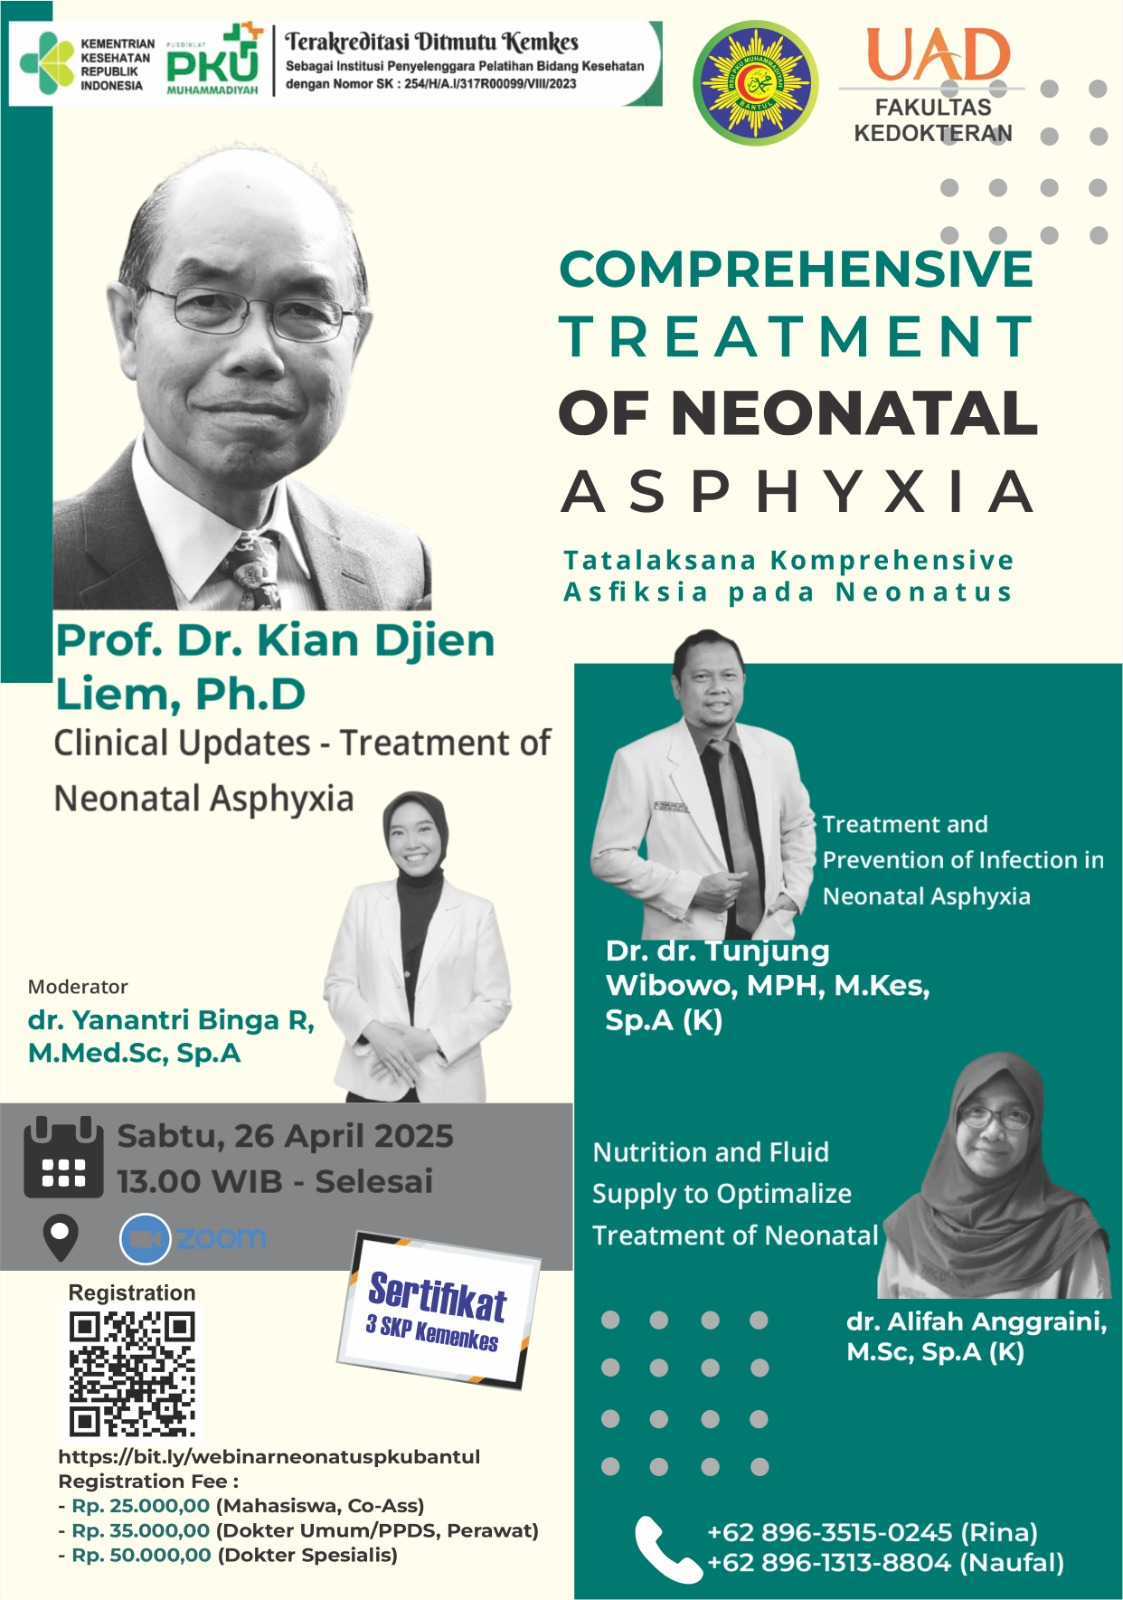 KEMENTRIAN
KESEHATAN
REPUBLIK
INDONESIA
PUSDIKLAT
PKU
MUHAMMADIYAH
Terakreditasi Ditmutu Kemkes
Sebagai Institusi Penyelenggara Pelatihan Bidang Kesehatan
dengan Nomor SK : 254/H/A.I/317R00099/VIII/2023
RSU PKU MUHAMMADIYAH
BANTUL
UAD
FAKULTAS
KEDOKTERAN
COMPREHENSIVE
TREATMENT
OF NEONATAL
ASPHYXIA
Tatalaksana Komprehensive
Asfiksia pada Neonatus
Prof. Dr. Kian Djien
Liem, Ph.D
Clinical Updates - Treatment of
Neonatal Asphyxia
Treatment and
Prevention of Infection in
Neonatal Asphyxia
Dr. dr. Tunjung
Wibowo, MPH, M.Kes,
Sp.A (K)
Moderator
dr. Yanantri Binga R,
M.Med.Sc, Sp.A
Nutrition and Fluid
Supply to Optimalize
Treatment of Neonatal
dr. Alifah Anggraini,
M.Sc, Sp.A (K)
Sabtu, 26 April 2025
13.00 WIB - Selesai
zoom
Sertifikat
3 SKP Kemenkes
Registration
https://bit.ly/webinarneonatuspkubantul
Registration Fee :
- Rp. 25.000,00 (Mahasiswa, Co-Ass)
- Rp. 35.000,00 (Dokter Umum/PPDS, Perawat)
- Rp. 50.000,00 (Dokter Spesialis)
+62 896-3515-0245 (Rina)
+62 896-1313-8804 (Naufal)